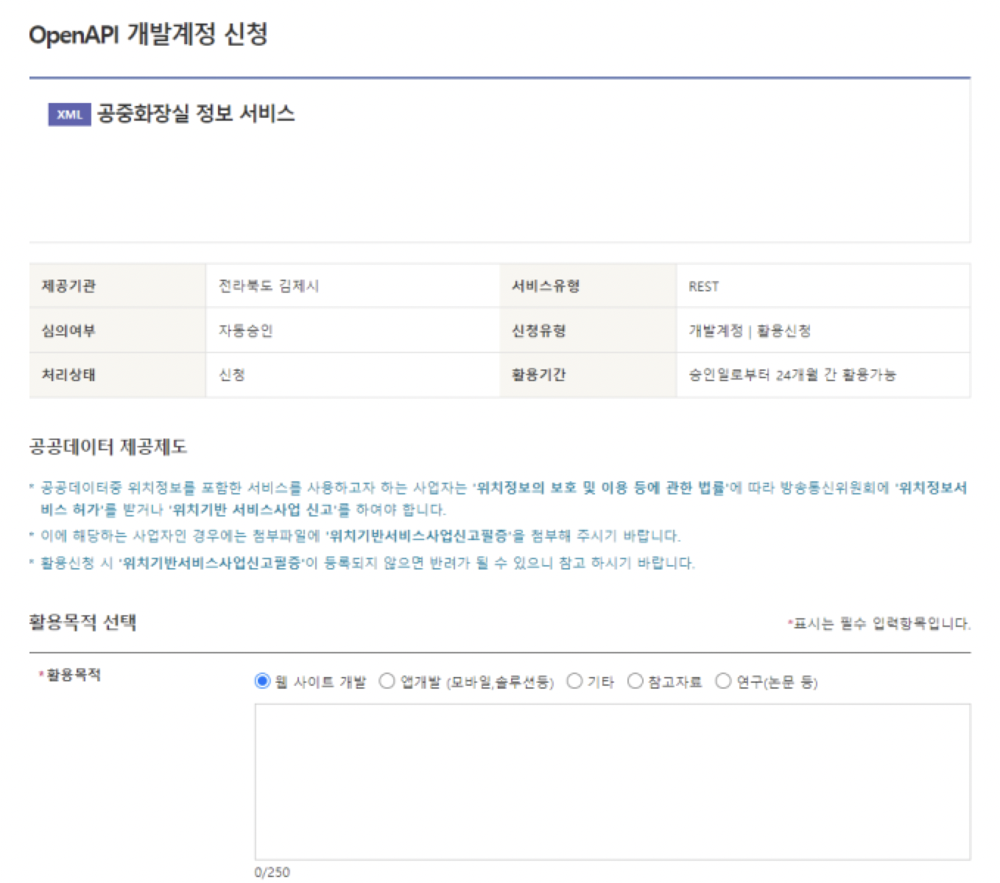 OpenAPI 개발계정 신청
XML 공중화장실 정보 서비스
제공기관 전라북도 김제시 서비스유형 REST
심의여부 자동승인 신청유형 개발계정 | 활용신청
처리상태 신청 활용기간 승인일로부터 24개월 간 활용가능
공공데이터 제공제도
* 공공데이터중 위치정보를 포함한 서비스를 사용하고자 하는 사업자는 '위치정보의 보호 및 이용 등에 관한 법률'에 따라 방송통신위원회에 '위치정보서
비스 허가'를 받거나 '위치기반 서비스사업 신고'를 하여야 합니다.
* 이에 해당하는 사업자인 경우에는 첨부파일에 '위치기반서비스사업신고필증'을 첨부해 주시기 바랍니다.
* 활용신청 시 '위치기반서비스사업신고필증'이 등록되지 않으면 반려가 될 수 있으니 참고 하시기 바랍니다.
활용목적 선택 *표시는 필수 입력항목입니다.
* 활용목적 웹 사이트 개발 앱개발 (모바일,솔루션등) 기타 참고자료 연구(논문 등)
0/250